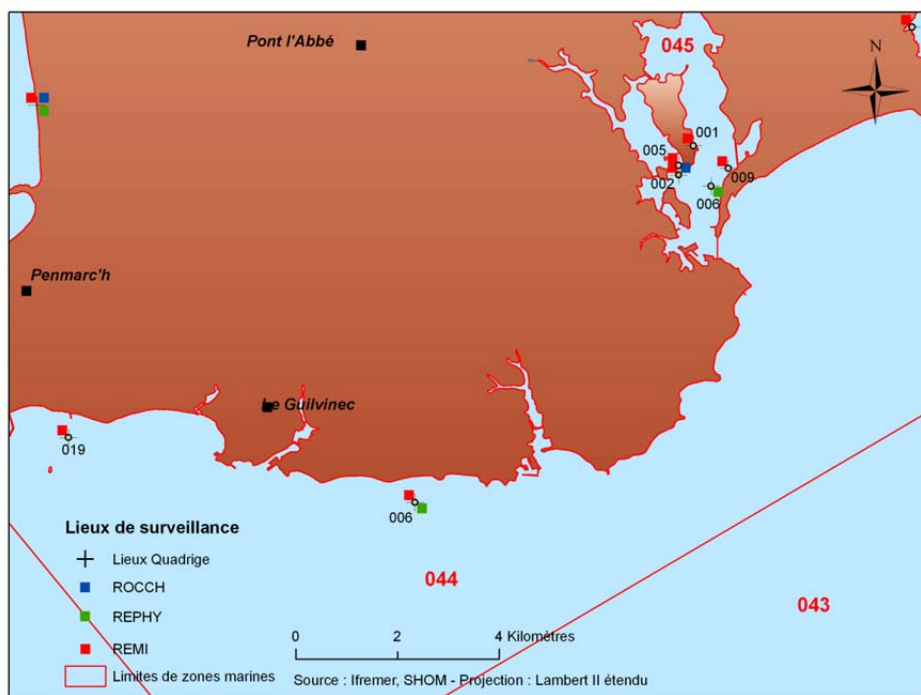 Pont l'Abbé
045
N
001
005
002
009
006
Penmarc'h
Le Guilvinec
019
006
Lieux de surveillance
Lieux Quadrige
ROCCH
044
043
REPHY
0 2 4 Kilomètres
REMI
Limites de zones marines
Source : Ifremer, SHOM - Projection : Lambert II étendu